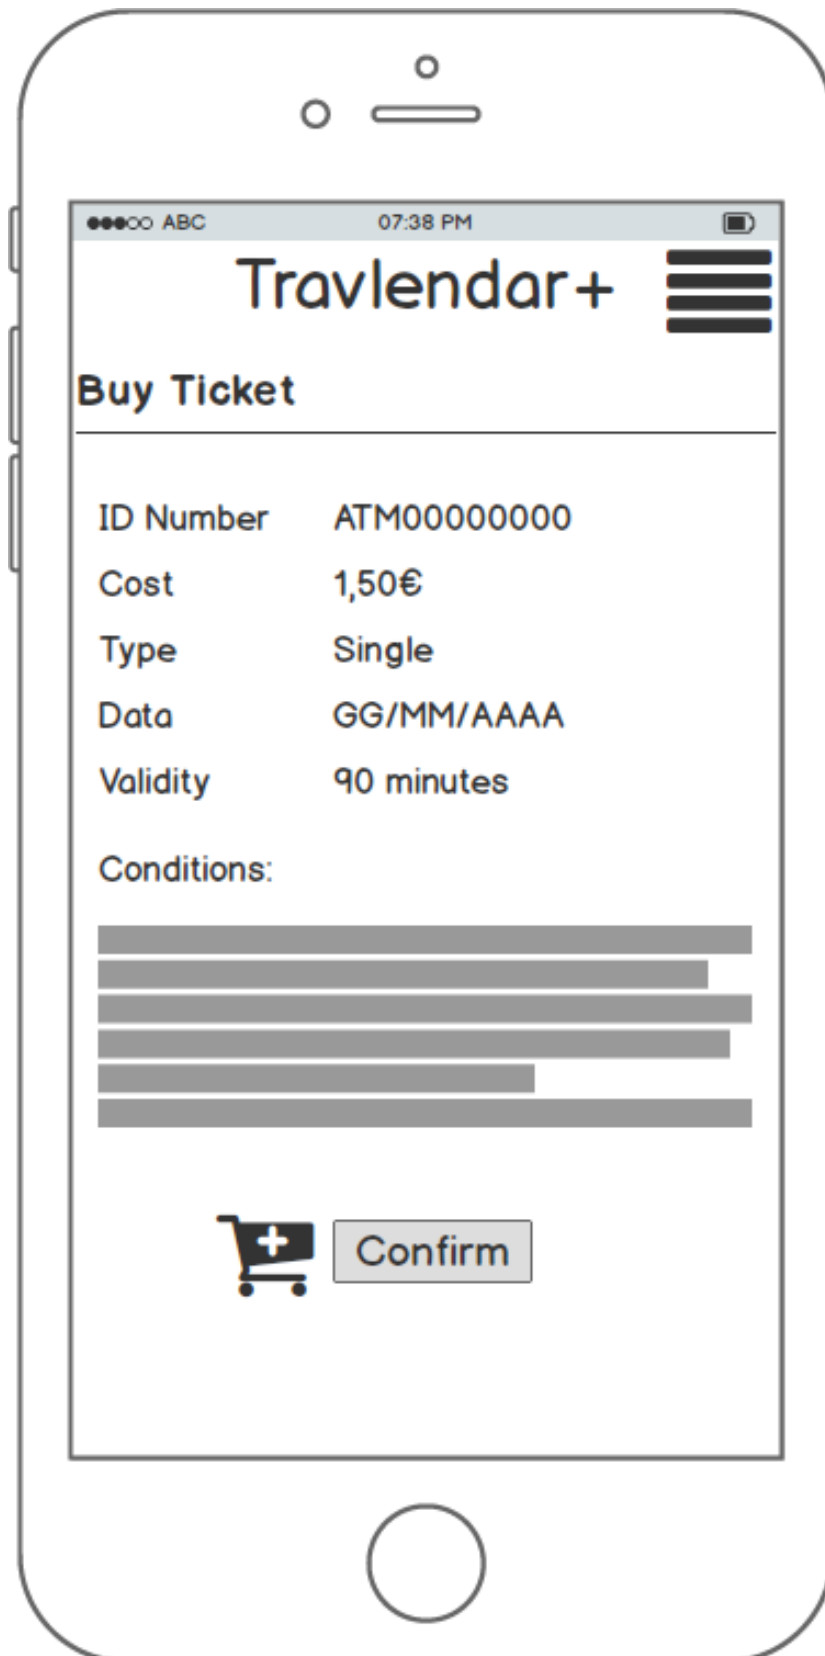 ABC 07:38 PM
Travlendar+
Buy Ticket
ID Number ATM00000000
Cost 1,50€
Type Single
Data GG/MM/AAAA
Validity 90 minutes
Conditions:
Confirm